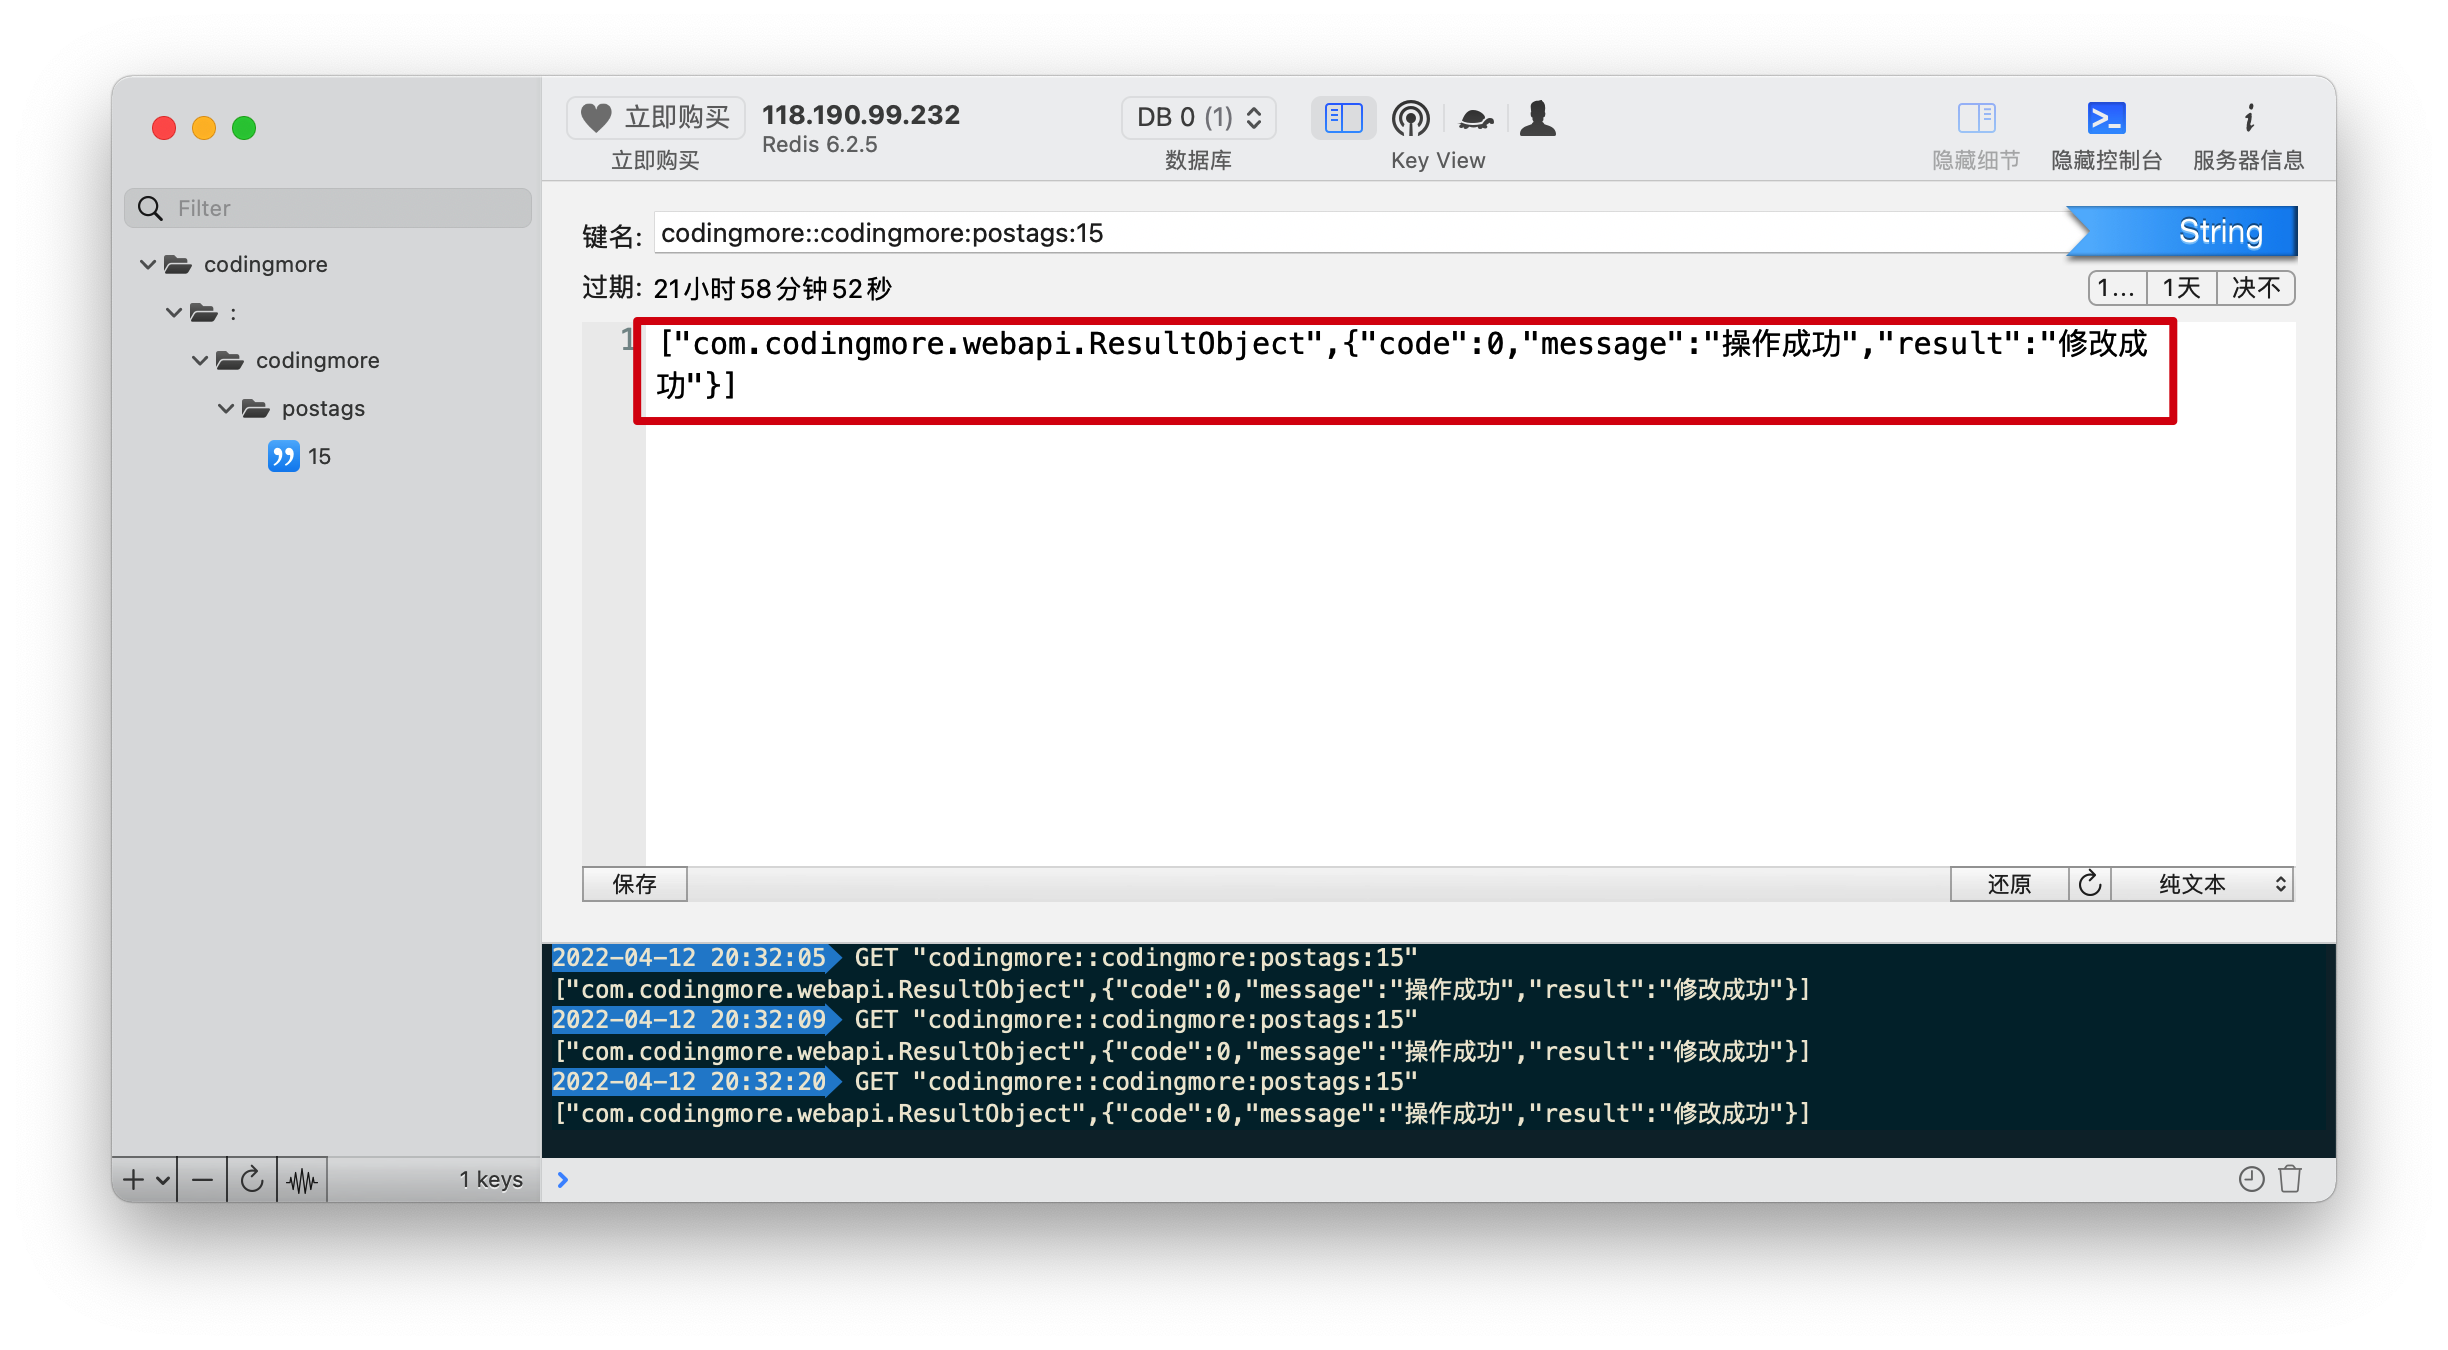 立即购买
118.190.99.232
Redis 6.2.5
立即购买
DB 0 (1)
数据库
Key View
隐藏细节
隐藏控制台
服务器信息
Filter
codingmore
:
codingmore
postags
15
键名: codingmore::codingmore:postags:15
String
过期: 21小时58分钟52秒
1... 1天 决不
1 ["com.codingmore.webapi.ResultObject",{"code":0,"message":"操作成功","result":"修改成
功"}]
保存
还原
纯文本
2022-04-12 20:32:05 GET "codingmore::codingmore:postags:15"
["com.codingmore.webapi.ResultObject",{"code":0,"message":"操作成功","result":"修改成功"}]
2022-04-12 20:32:09 GET "codingmore::codingmore:postags:15"
["com.codingmore.webapi.ResultObject",{"code":0,"message":"操作成功","result":"修改成功"}]
2022-04-12 20:32:20 GET "codingmore::codingmore:postags:15"
["com.codingmore.webapi.ResultObject",{"code":0,"message":"操作成功","result":"修改成功"}]
1 keys